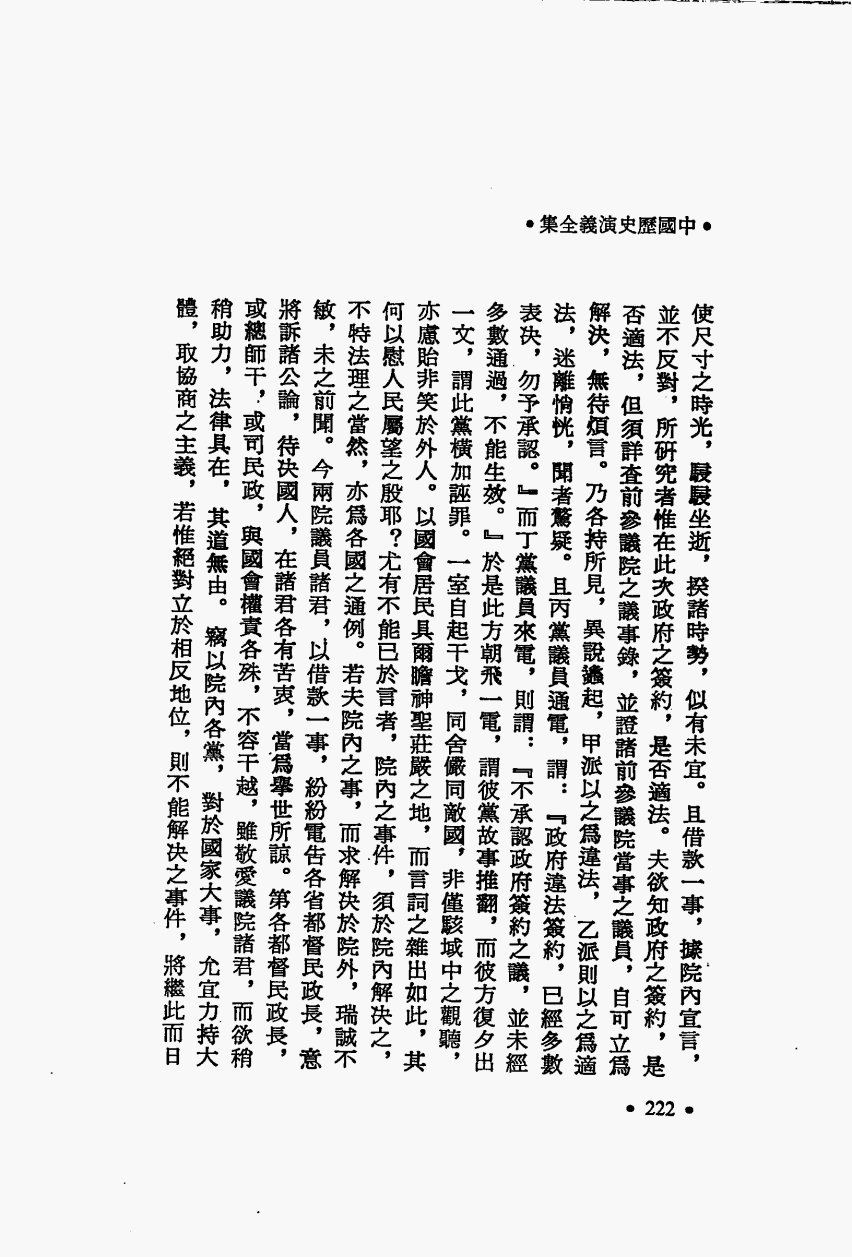 •中國歷史演義全集•
使尺寸之時光，駸駸坐逝，揆諸時勢，似有未宜。且借款一事，據院內宣言，
並不反對，所研究者惟在此次政府之簽約，是否適法。夫欲知政府之簽約，是
否適法，但須詳查前參議院之議事錄，並證諸前參議院當事之議員，自可立爲
解決，無待煩言。乃各持所見，異說蠭起，甲派以之爲違法，乙派則以之爲適
法，迷離惝恍，聞者驚疑。且丙黨議員通電，謂：『政府違法簽約，已經多數
表决，勿予承認。』而丁黨議員來電，則謂：『不承認政府簽約之議，並未經
多數通過，不能生效。』於是此方朝飛一電，謂彼黨故事推翻，而彼方復夕出
一文，謂此黨橫加誣罪。一室自起干戈，同舍儼同敵國，非僅駭域中之觀聽，
亦慮貽非笑於外人。以國會居民具爾瞻神聖莊嚴之地，而言詞之雜出如此，其
何以慰人民屬望之殷耶？尤有不能已於言者，院內之事件，須於院內解決之，
不特法理之當然，亦爲各國之通例。若夫院內之事，而求解決於院外，瑞誠不
敏，未之前聞。今兩院議員諸君，以借款一事，紛紛電告各省都督民政長，意
將訴諸公論，待决國人，在諸君各有苦衷，當爲舉世所諒。第各都督民政長，
或總師干，或司民政，與國會權責各殊，不容干越，雖敬愛議院諸君，而欲稍
稍助力，法律具在，其道無由。竊以院內各黨，對於國家大事，允宜力持大
體，取協商之主義，若惟絕對立於相反地位，則不能解决之事件，將繼此而日
•222•